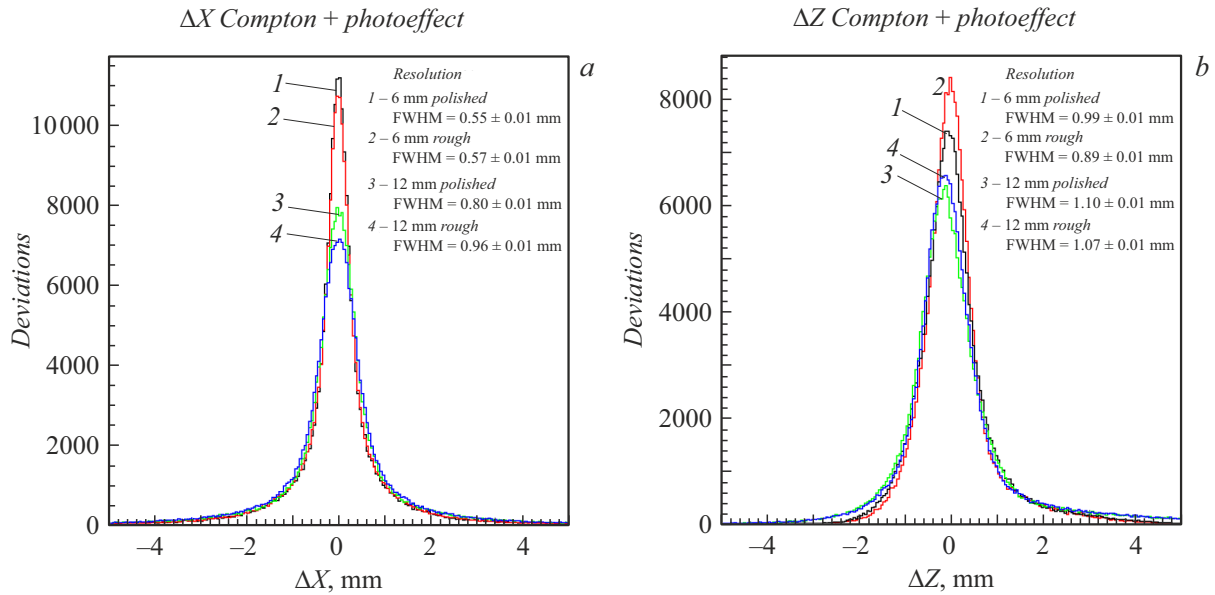 ΔX Compton + photoeffect
a
Resolution
1 – 6 mm polished
FWHM = 0.55 ± 0.01 mm
2 – 6 mm rough
FWHM = 0.57 ± 0.01 mm
3 – 12 mm polished
FWHM = 0.80 ± 0.01 mm
4 – 12 mm rough
FWHM = 0.96 ± 0.01 mm
1
2
3
4
Deviations
10 000
8000
6000
4000
2000
0
–4
–2
0
2
4
ΔX, mm
ΔZ Compton + photoeffect
b
Resolution
1 – 6 mm polished
FWHM = 0.99 ± 0.01 mm
2 – 6 mm rough
FWHM = 0.89 ± 0.01 mm
3 – 12 mm polished
FWHM = 1.10 ± 0.01 mm
4 – 12 mm rough
FWHM = 1.07 ± 0.01 mm
2
1
4
3
Deviations
8000
6000
4000
2000
0
–4
–2
0
2
4
ΔZ, mm